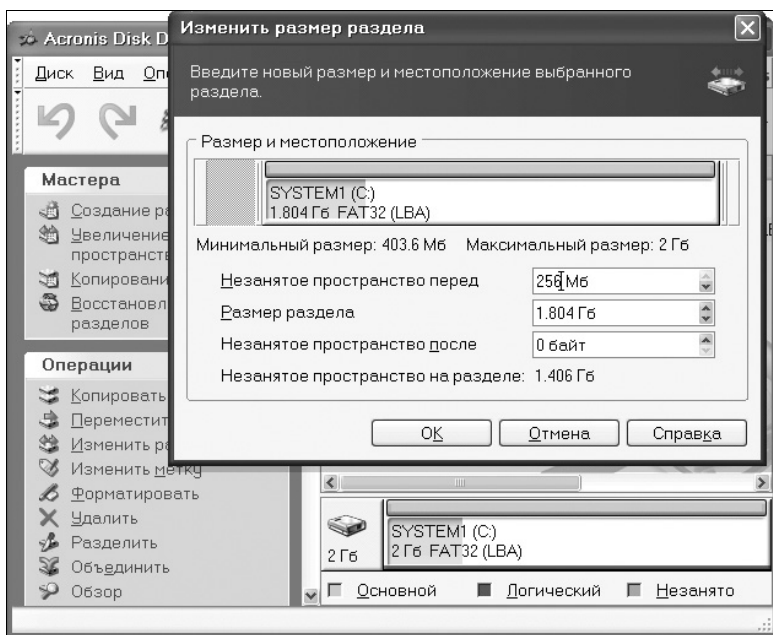 Acronis Disk D
Изменить размер раздела
Диск Вид
Введите новый размер и местоположение выбранного
раздела.
Размер и местоположение
SYSTEM1 (C:)
1.804 Гб FAT32 (LBA)
Минимальный размер: 403.6 Мб Максимальный размер: 2 Гб
Незанятое пространство перед 256 Мб
Размер раздела 1.804 Гб
Незанятое пространство после 0 байт
Незанятое пространство на разделе: 1.406 Гб
OK Отмена Справка
Мастера
Создание
Увеличение
Операции
Копировать
Переместит
Изменить
Изменить метку
Форматировать
Удалить
Разделить
Объединить
Обзор
разделов
2 Гб
SYSTEM1 (C:)
2 Гб FAT32 (LBA)
Основной Логический Незанято